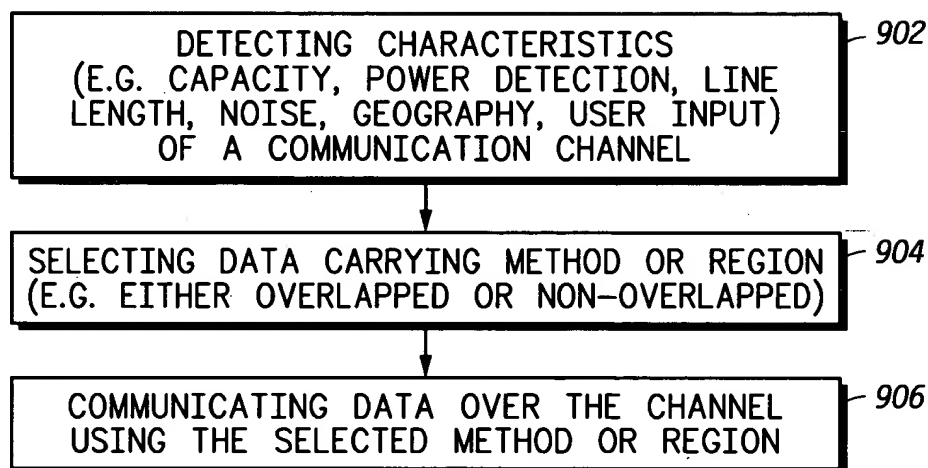 DETECTING CHARACTERISTICS
(E.G. CAPACITY, POWER DETECTION, LINE
LENGTH, NOISE, GEOGRAPHY, USER INPUT)
OF A COMMUNICATION CHANNEL
902
SELECTING DATA CARRYING METHOD OR REGION
(E.G. EITHER OVERLAPPED OR NON-OVERLAPPED)
904
COMMUNICATING DATA OVER THE CHANNEL
USING THE SELECTED METHOD OR REGION
906